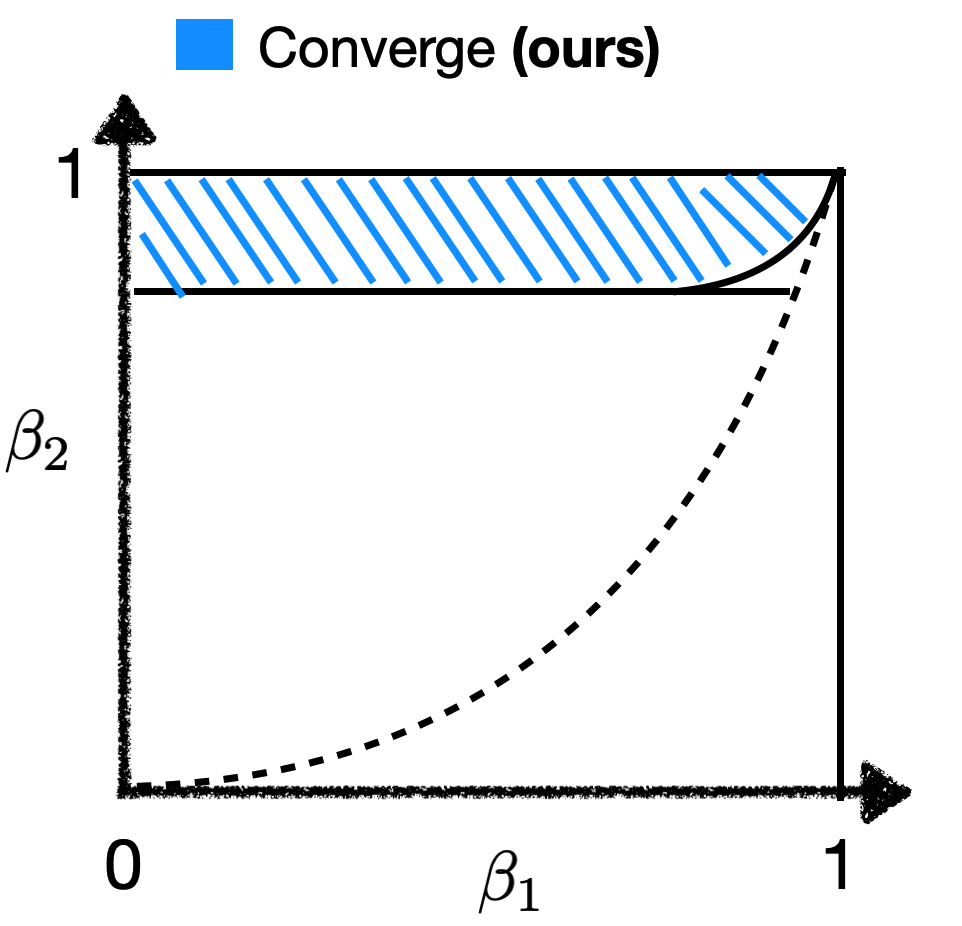 Converge (ours)
1
β₂
0
β₁
1